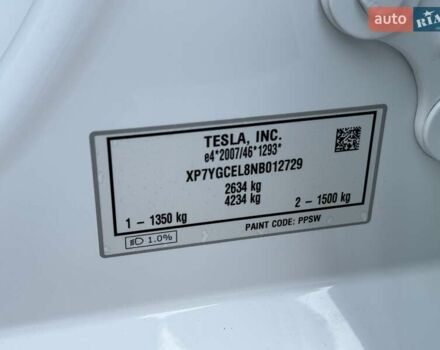 auto RIA
TESLA, INC.
e4*2007/46*1293*
XP7YGCEL8NB012729
2634 kg
4234 kg
1 - 1350 kg 2 - 1500 kg
PAINT CODE: PPSW
1.0%